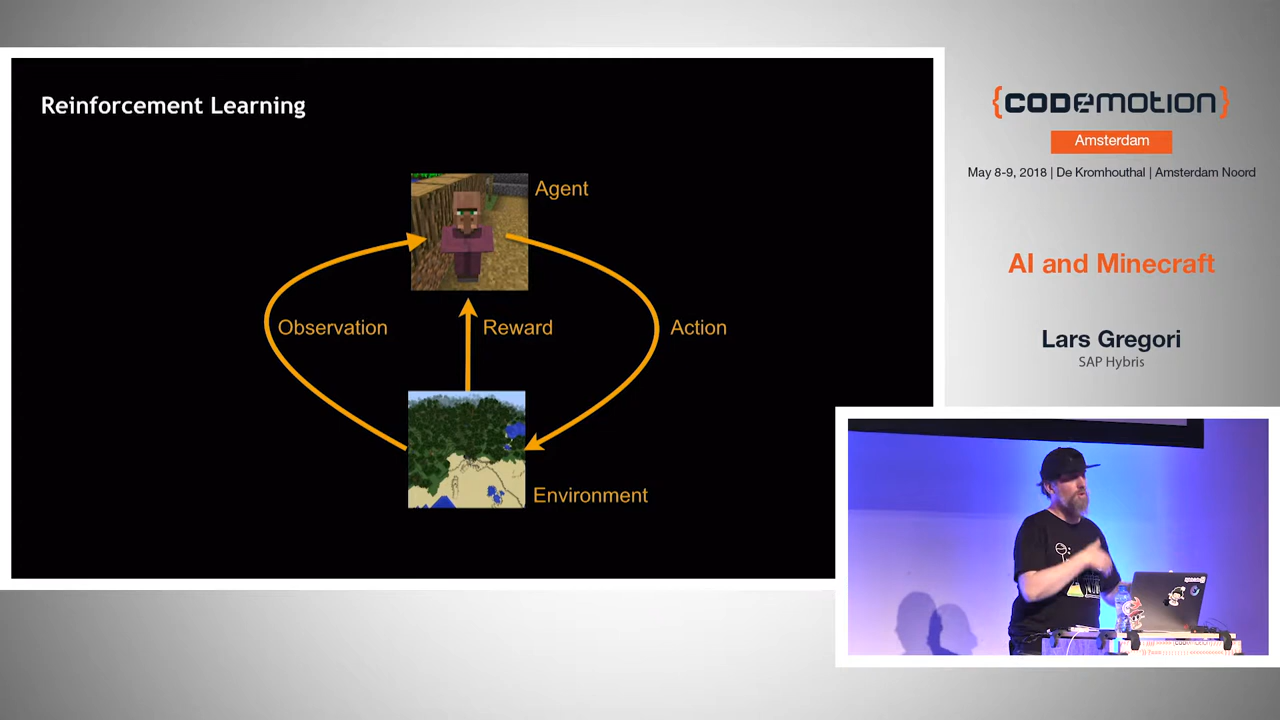 Reinforcement Learning
Agent
Observation
Reward
Action
Environment
{CODEMOTION}
Amsterdam
May 8-9, 2018 | De Kromhouthal | Amsterdam Noord
AI and Minecraft
Lars Gregori
SAP Hybris